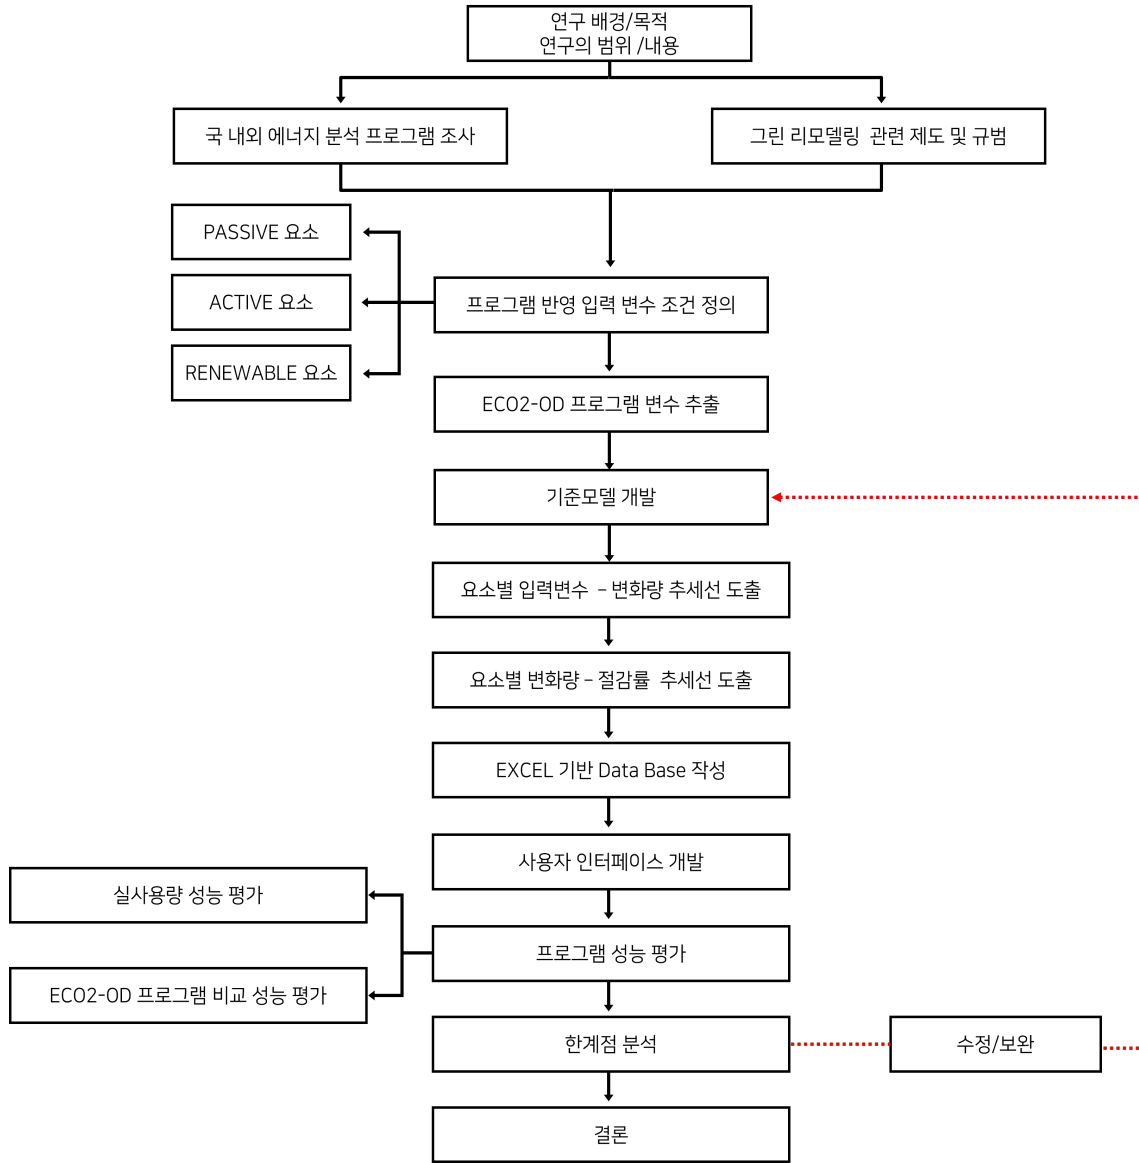 연구 배경/목적
연구의 범위 /내용
국 내외 에너지 분석 프로그램 조사
그린 리모델링 관련 제도 및 규범
PASSIVE 요소
ACTIVE 요소
RENEWABLE 요소
프로그램 반영 입력 변수 조건 정의
ECO2-OD 프로그램 변수 추출
기준모델 개발
요소별 입력변수 – 변화량 추세선 도출
요소별 변화량 – 절감률 추세선 도출
EXCEL 기반 Data Base 작성
사용자 인터페이스 개발
실사용량 성능 평가
프로그램 성능 평가
ECO2-OD 프로그램 비교 성능 평가
한계점 분석
수정/보완
결론